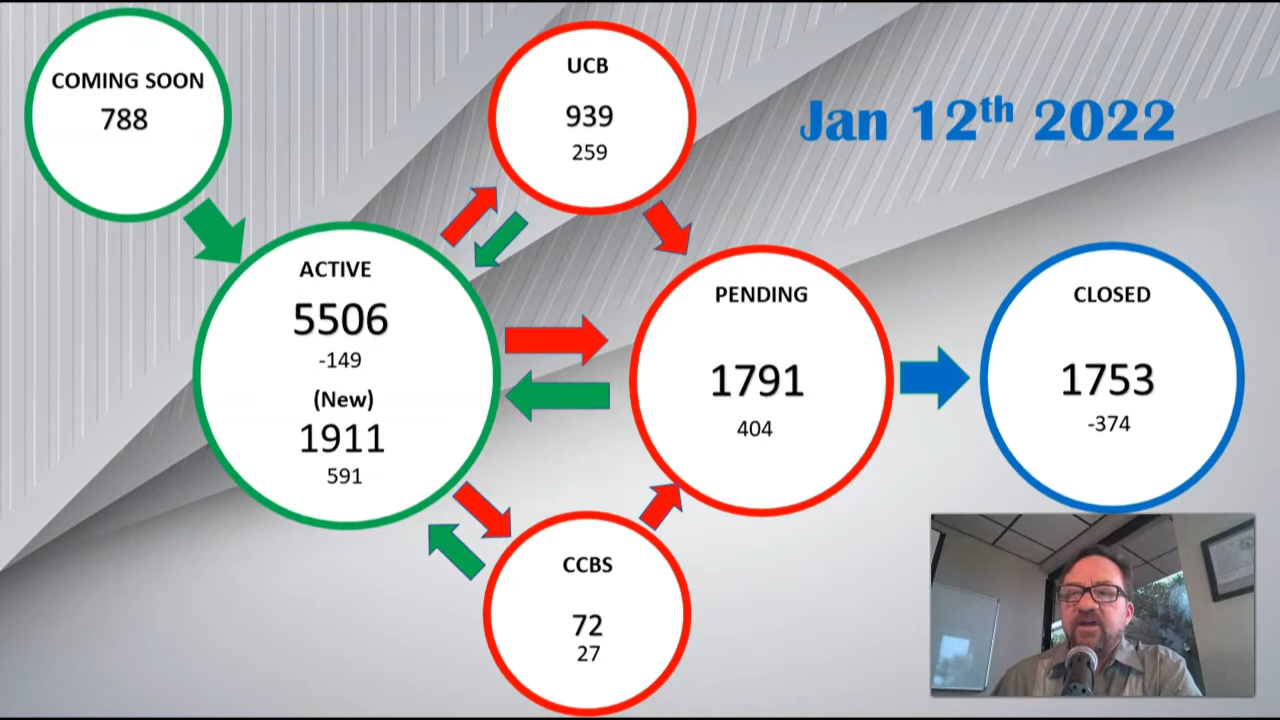 COMING SOON
788
UCB
939
259
Jan 12th 2022
ACTIVE
5506
-149
(New)
1911
591
PENDING
1791
404
CLOSED
1753
-374
CCBS
72
27